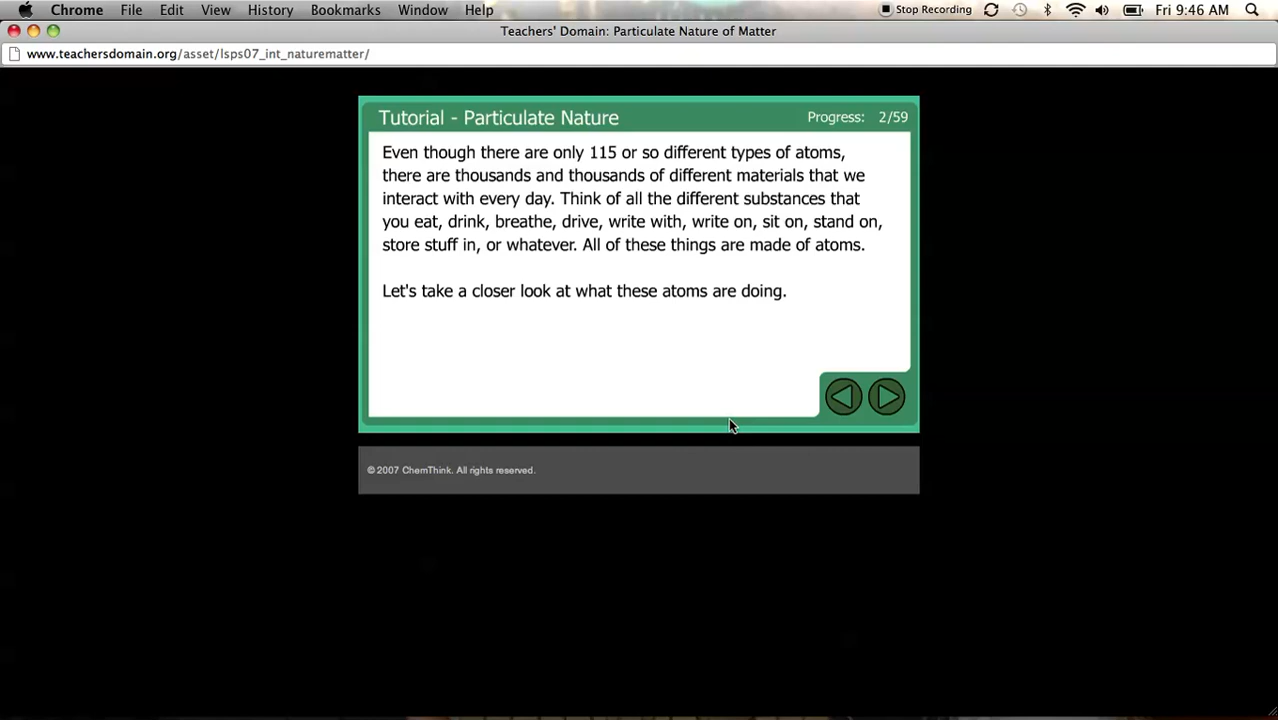 Chrome File Edit View History Bookmarks Window Help Stop Recording Fri 9:46 AM
Teachers' Domain: Particulate Nature of Matter
www.teachersdomain.org/asset/lsps07_int_naturematter/
Tutorial - Particulate Nature Progress: 2/59
Even though there are only 115 or so different types of atoms,
there are thousands and thousands of different materials that we
interact with every day. Think of all the different substances that
you eat, drink, breathe, drive, write with, write on, sit on, stand on,
store stuff in, or whatever. All of these things are made of atoms.
Let's take a closer look at what these atoms are doing.
© 2007 ChemThink. All rights reserved.